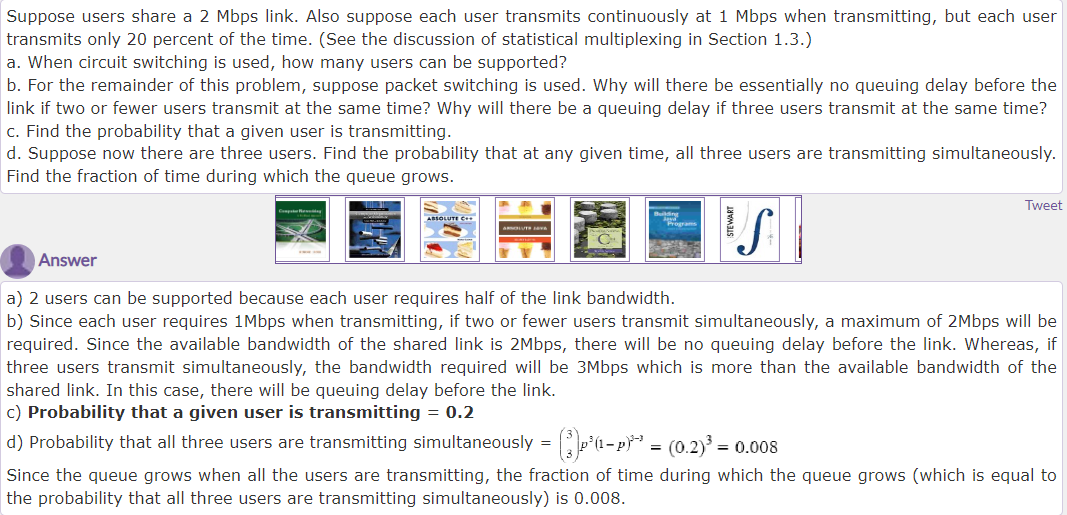 Suppose users share a 2 Mbps link. Also suppose each user transmits continuously at 1 Mbps when transmitting, but each user
transmits only 20 percent of the time. (See the discussion of statistical multiplexing in Section 1.3.)
a. When circuit switching is used, how many users can be supported?
b. For the remainder of this problem, suppose packet switching is used. Why will there be essentially no queuing delay before the
link if two or fewer users transmit at the same time? Why will there be a queuing delay if three users transmit at the same time?
c. Find the probability that a given user is transmitting.
d. Suppose now there are three users. Find the probability that at any given time, all three users are transmitting simultaneously.
Find the fraction of time during which the queue grows.
Computer Networking
ABSOLUTE C++
ABSOLUTE JAVA
C++
Building
Java
Programs
STEWART
Tweet
Answer
a) 2 users can be supported because each user requires half of the link bandwidth.
b) Since each user requires 1Mbps when transmitting, if two or fewer users transmit simultaneously, a maximum of 2Mbps will be
required. Since the available bandwidth of the shared link is 2Mbps, there will be no queuing delay before the link. Whereas, if
three users transmit simultaneously, the bandwidth required will be 3Mbps which is more than the available bandwidth of the
shared link. In this case, there will be queuing delay before the link.
c) Probability that a given user is transmitting = 0.2
d) Probability that all three users are transmitting simultaneously = (3 3)p³(1−p)³⁻³ = (0.2)³ = 0.008
Since the queue grows when all the users are transmitting, the fraction of time during which the queue grows (which is equal to
the probability that all three users are transmitting simultaneously) is 0.008.